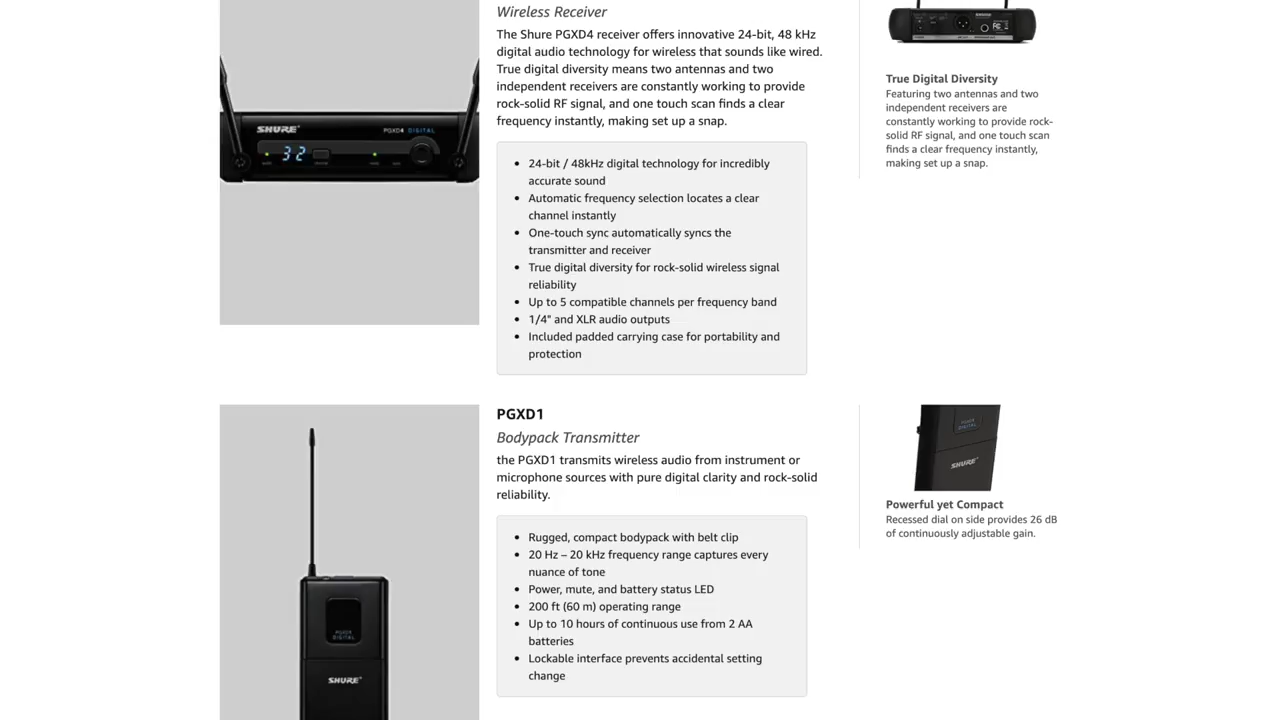 Wireless Receiver
The Shure PGXD4 receiver offers innovative 24-bit, 48 kHz
digital audio technology for wireless that sounds like wired.
True digital diversity means two antennas and two
independent receivers are constantly working to provide
rock-solid RF signal, and one touch scan finds a clear
frequency instantly, making set up a snap.
24-bit / 48kHz digital technology for incredibly
accurate sound
Automatic frequency selection locates a clear
channel instantly
One-touch sync automatically syncs the
transmitter and receiver
True digital diversity for rock-solid wireless signal
reliability
Up to 5 compatible channels per frequency band
1/4" and XLR audio outputs
Included padded carrying case for portability and
protection
SHURE
PGXD4 DIGITAL
32
True Digital Diversity
Featuring two antennas and two
independent receivers are
constantly working to provide rock-
solid RF signal, and one touch scan
finds a clear frequency instantly,
making set up a snap.
PGXD1
Bodypack Transmitter
the PGXD1 transmits wireless audio from instrument or
microphone sources with pure digital clarity and rock-solid
reliability.
Rugged, compact bodypack with belt clip
20 Hz – 20 kHz frequency range captures every
nuance of tone
Power, mute, and battery status LED
200 ft (60 m) operating range
Up to 10 hours of continuous use from 2 AA
batteries
Lockable interface prevents accidental setting
change
DIGITAL
SHURE
SHURE
Powerful yet Compact
Recessed dial on side provides 26 dB
of continuously adjustable gain.